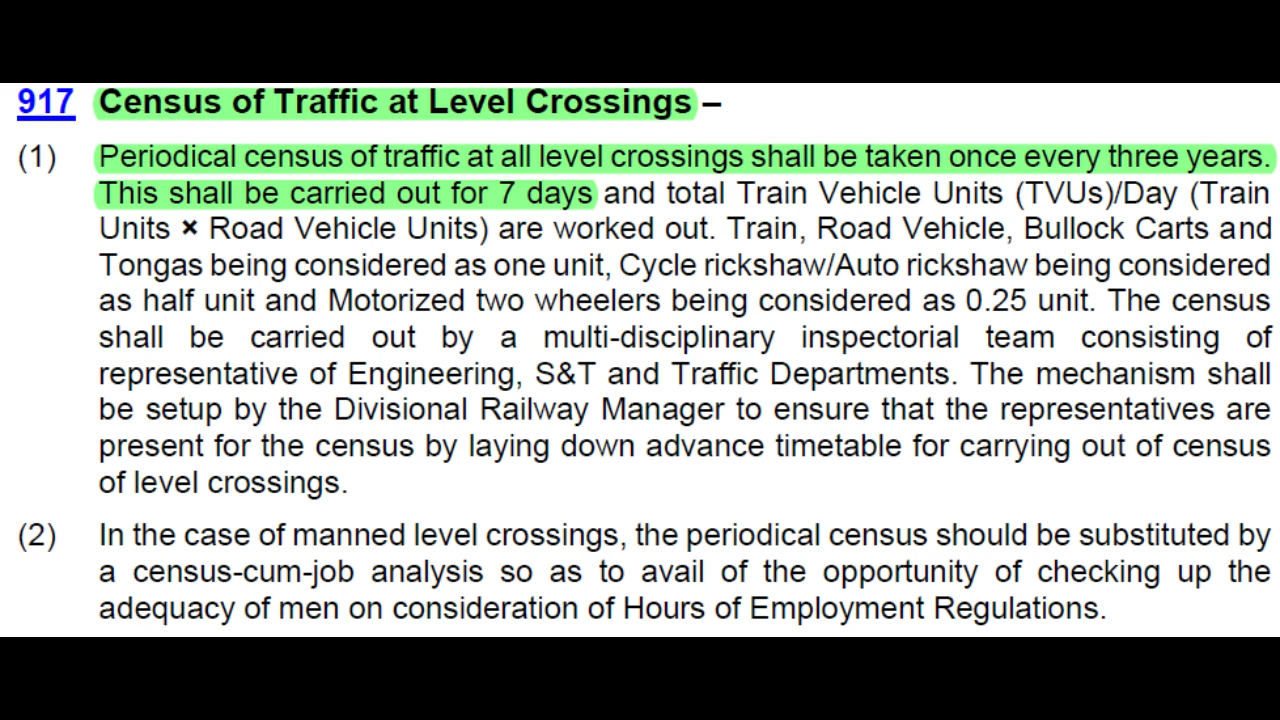 917 Census of Traffic at Level Crossings –
(1) Periodical census of traffic at all level crossings shall be taken once every three years.
This shall be carried out for 7 days and total Train Vehicle Units (TVUs)/Day (Train
Units × Road Vehicle Units) are worked out. Train, Road Vehicle, Bullock Carts and
Tongas being considered as one unit, Cycle rickshaw/Auto rickshaw being considered
as half unit and Motorized two wheelers being considered as 0.25 unit. The census
shall be carried out by a multi-disciplinary inspectorial team consisting of
representative of Engineering, S&T and Traffic Departments. The mechanism shall
be setup by the Divisional Railway Manager to ensure that the representatives are
present for the census by laying down advance timetable for carrying out of census
of level crossings.
(2) In the case of manned level crossings, the periodical census should be substituted by
a census-cum-job analysis so as to avail of the opportunity of checking up the
adequacy of men on consideration of Hours of Employment Regulations.